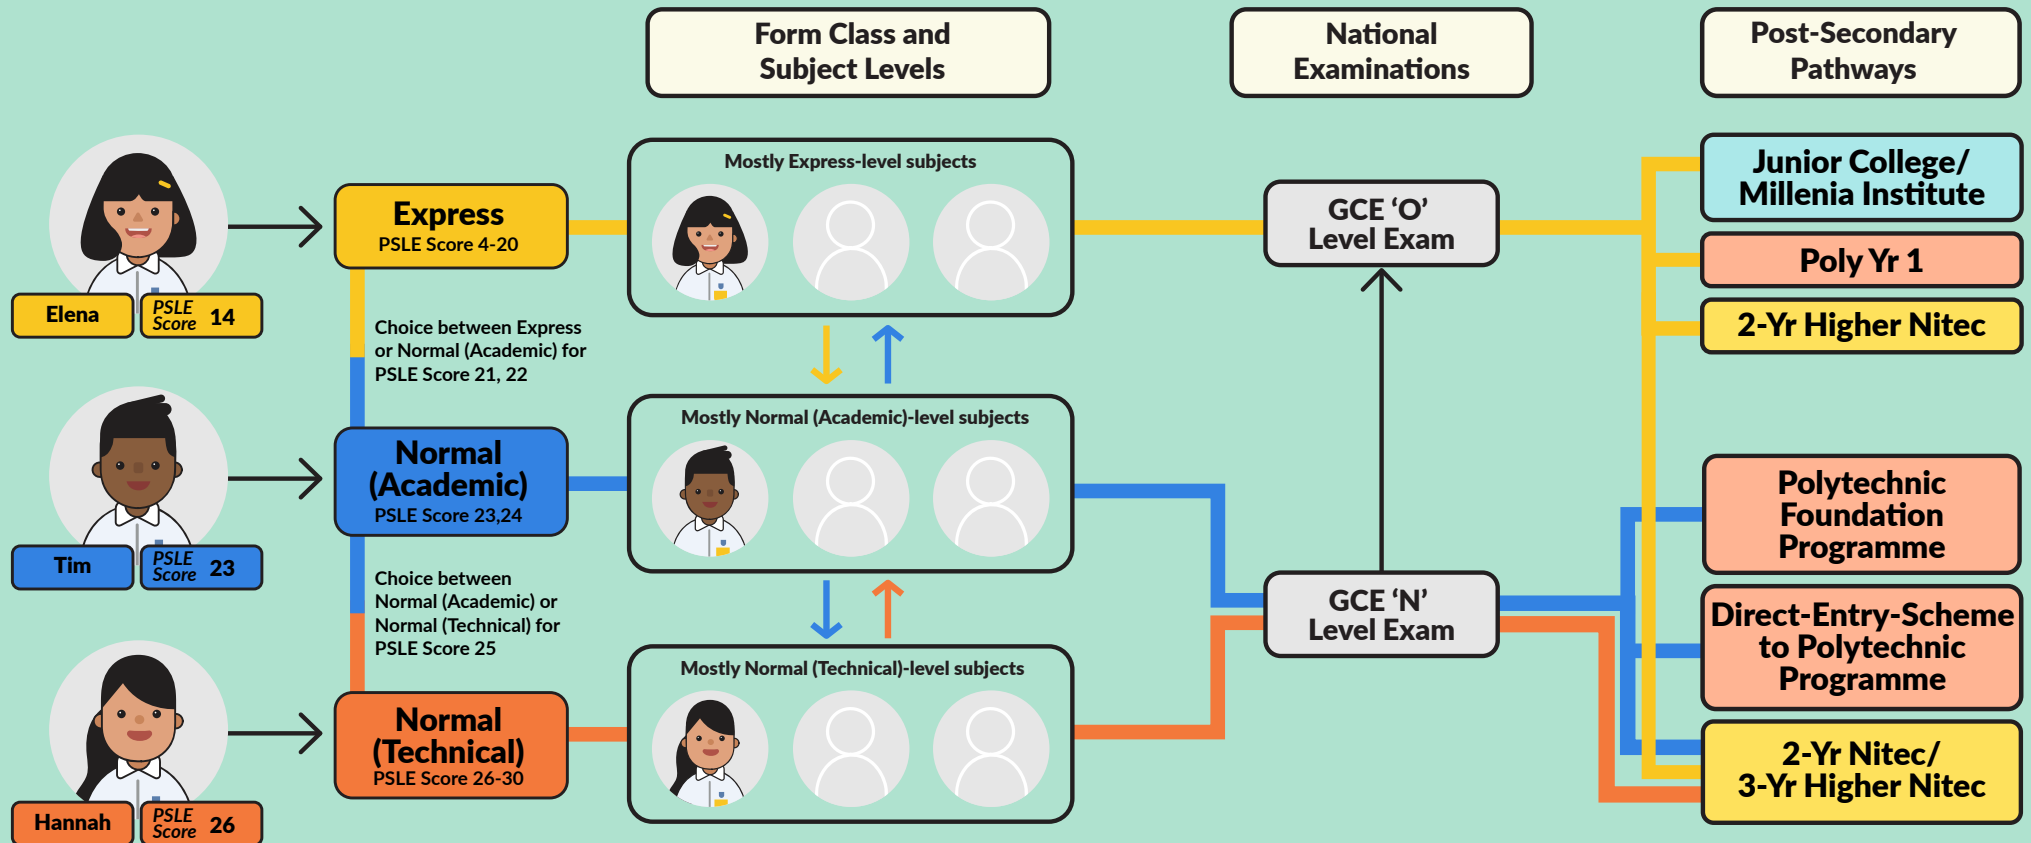 Form Class and
Subject Levels
National
Examinations
Post-Secondary
Pathways
Elena
PSLE
Score 14
Express
PSLE Score 4-20
Mostly Express-level subjects
GCE ‘O’
Level Exam
Junior College/
Millenia Institute
Poly Yr 1
2-Yr Higher Nitec
Choice between Express
or Normal (Academic) for
PSLE Score 21, 22
Tim
PSLE
Score 23
Normal
(Academic)
PSLE Score 23,24
Mostly Normal (Academic)-level subjects
Polytechnic
Foundation
Programme
Choice between
Normal (Academic) or
Normal (Technical) for
PSLE Score 25
GCE ‘N’
Level Exam
Direct-Entry-Scheme
to Polytechnic
Programme
Hannah
PSLE
Score 26
Normal
(Technical)
PSLE Score 26-30
Mostly Normal (Technical)-level subjects
2-Yr Nitec/
3-Yr Higher Nitec